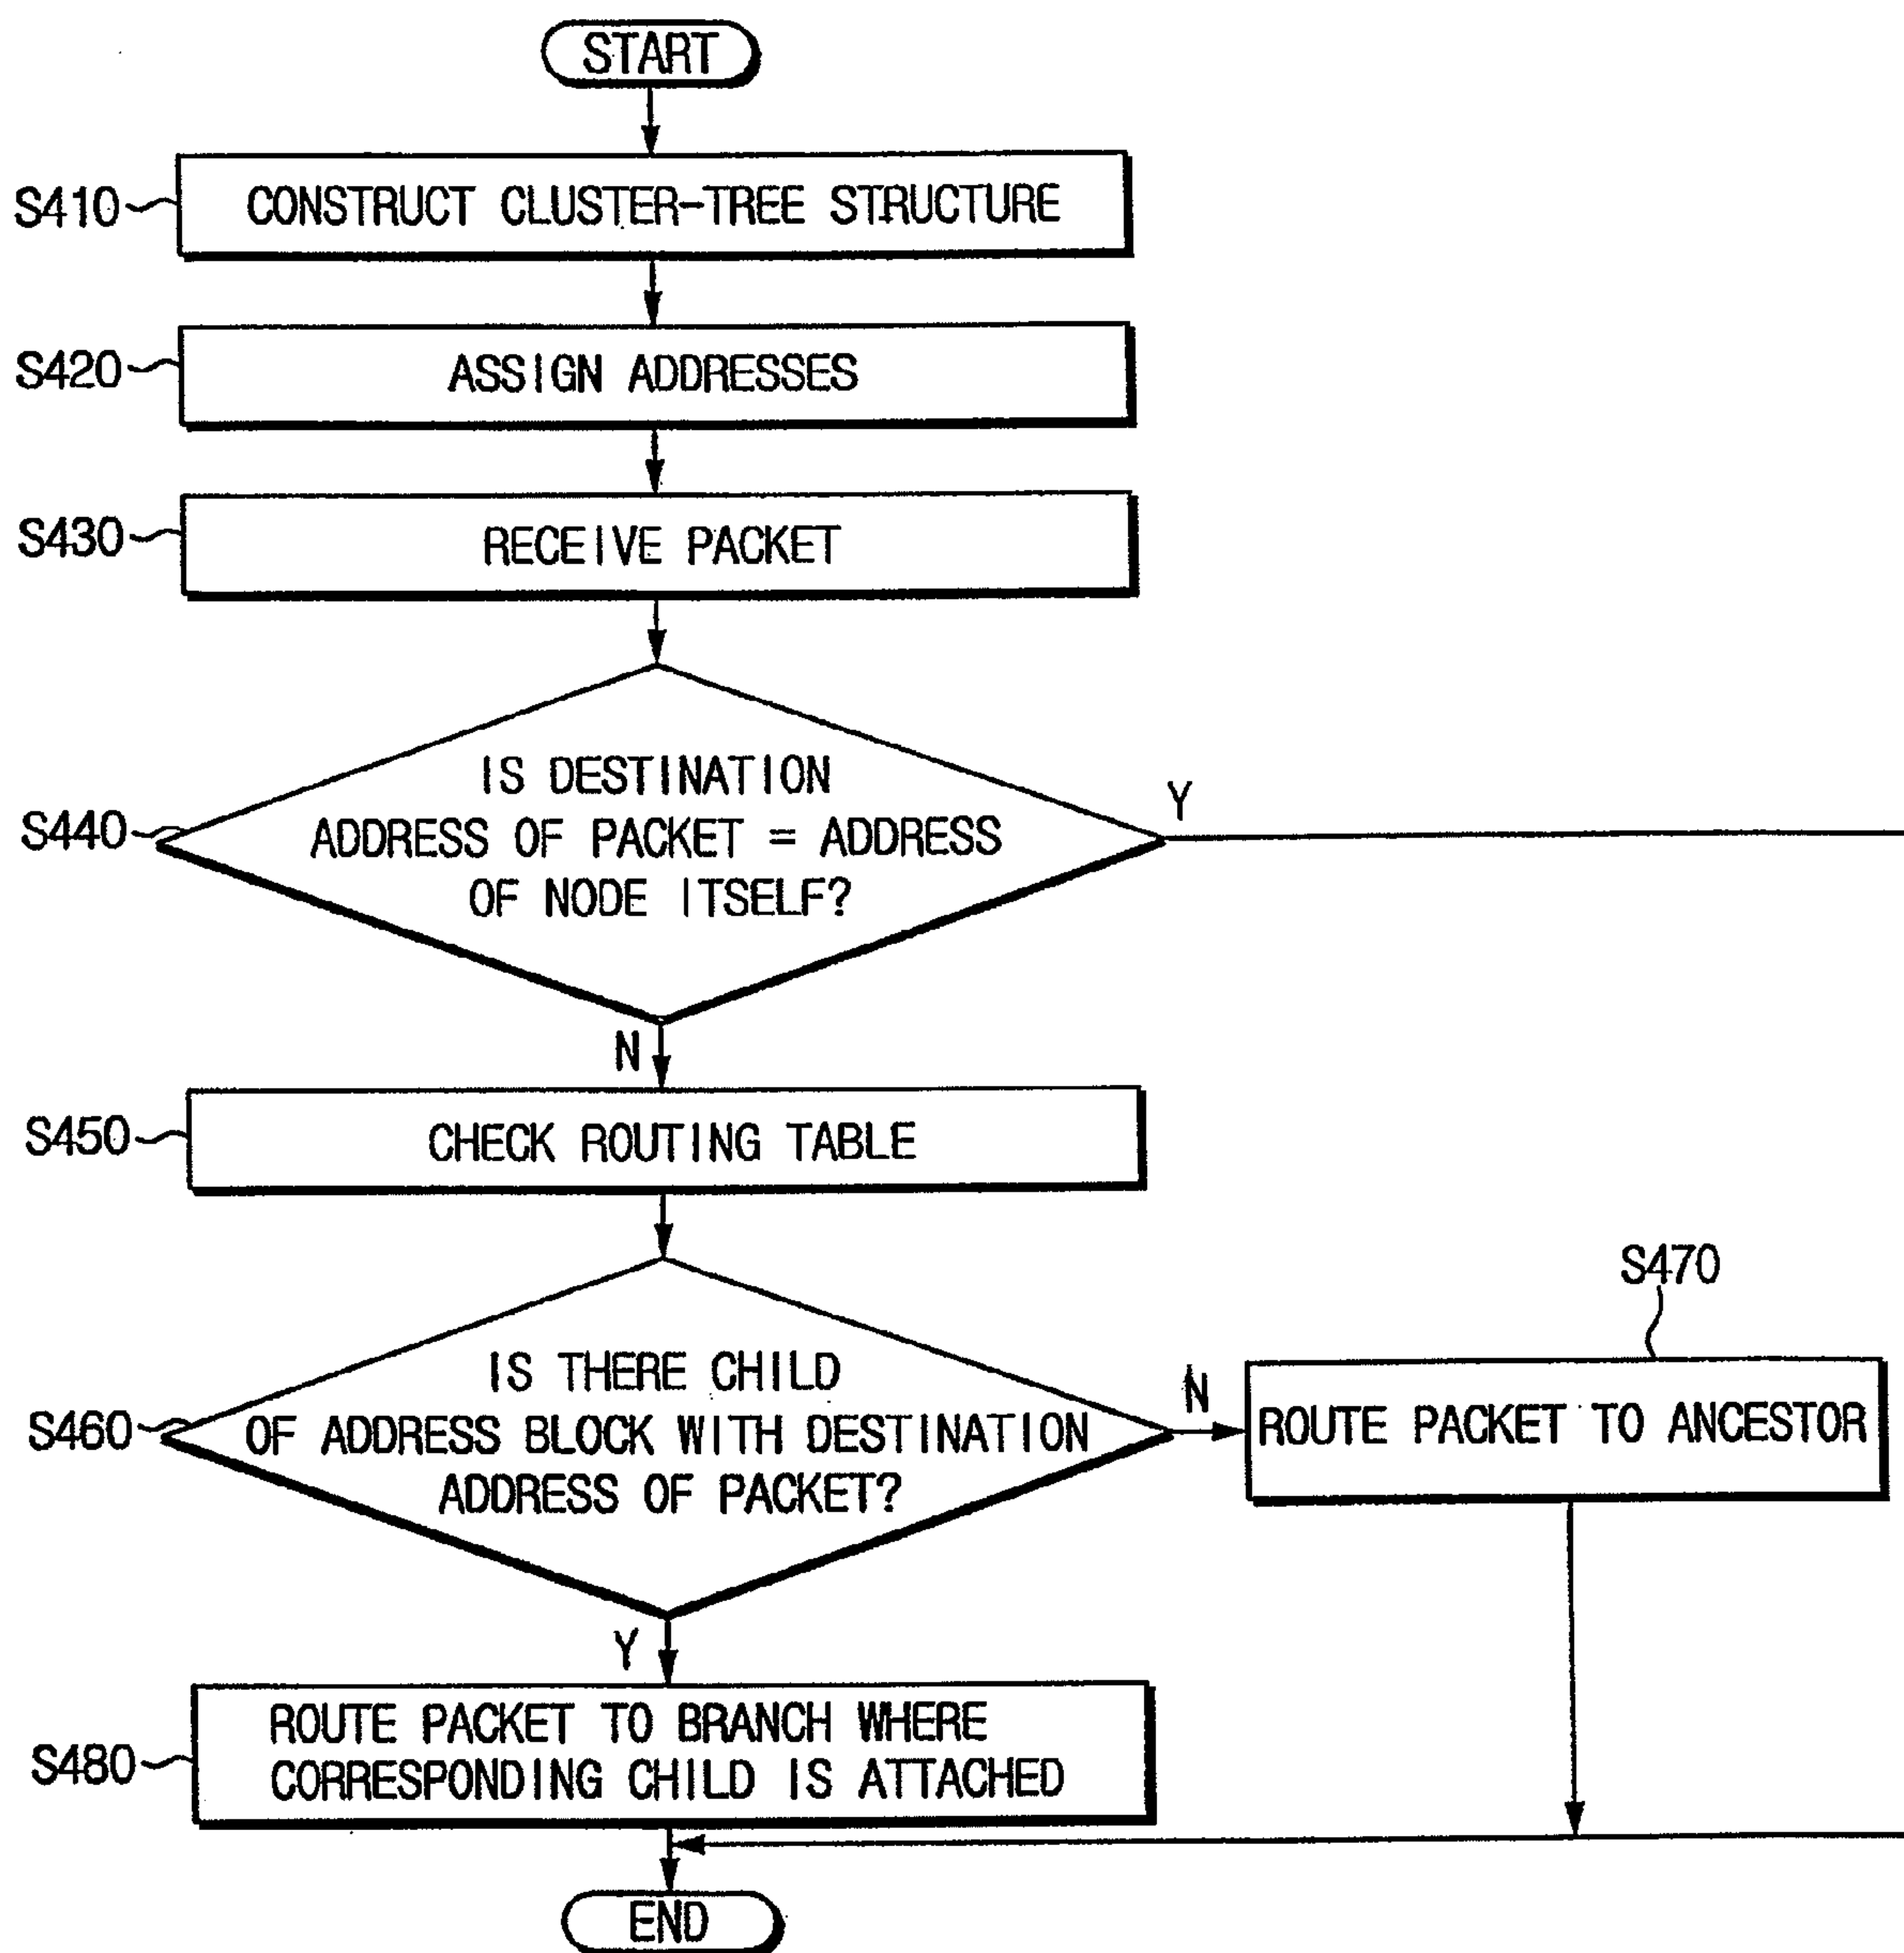 START
S410
CONSTRUCT CLUSTER-TREE STRUCTURE
S420
ASSIGN ADDRESSES
S430
RECEIVE PACKET
S440
IS DESTINATION
ADDRESS OF PACKET = ADDRESS
OF NODE ITSELF?
Y
N
S450
CHECK ROUTING TABLE
S460
IS THERE CHILD
OF ADDRESS BLOCK WITH DESTINATION
ADDRESS OF PACKET?
N
S470
ROUTE PACKET TO ANCESTOR
Y
S480
ROUTE PACKET TO BRANCH WHERE
CORRESPONDING CHILD IS ATTACHED
END